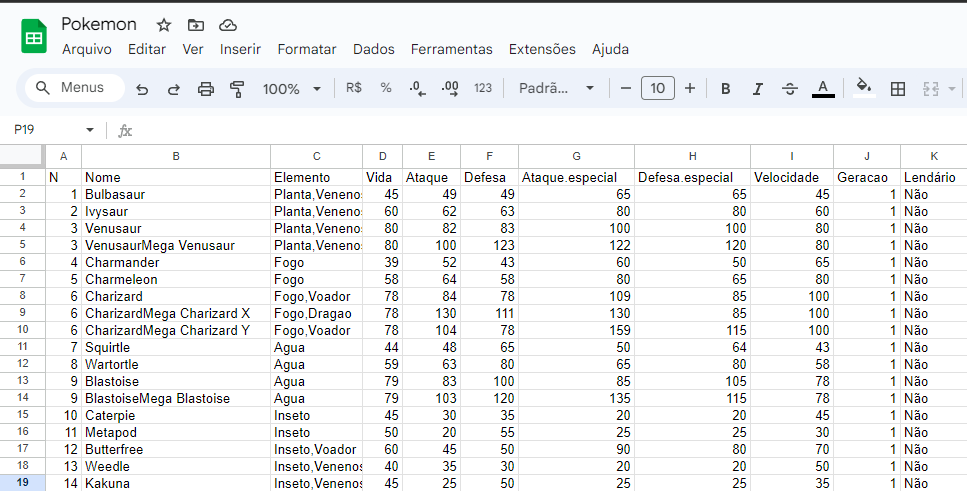 Pokemon
Arquivo Editar Ver Inserir Formatar Dados Ferramentas Extensões Ajuda
Menus 100% R$ % .0 .00 123 Padrã... − 10 + B I A
P19 fx
A B C D E F G H I J K
1 N Nome Elemento Vida Ataque Defesa Ataque.especial Defesa.especial Velocidade Geracao Lendário
2 1 Bulbasaur Planta,Veneno 45 49 49 65 65 45 1 Não
3 2 Ivysaur Planta,Veneno 60 62 63 80 80 60 1 Não
4 3 Venusaur Planta,Veneno 80 82 83 100 100 80 1 Não
5 3 VenusaurMega Venusaur Planta,Veneno 80 100 123 122 120 80 1 Não
6 4 Charmander Fogo 39 52 43 60 50 65 1 Não
7 5 Charmeleon Fogo 58 64 58 80 65 80 1 Não
8 6 Charizard Fogo,Voador 78 84 78 109 85 100 1 Não
9 6 CharizardMega Charizard X Fogo,Dragao 78 130 111 130 85 100 1 Não
10 6 CharizardMega Charizard Y Fogo,Voador 78 104 78 159 115 100 1 Não
11 7 Squirtle Agua 44 48 65 50 64 43 1 Não
12 8 Wartortle Agua 59 63 80 65 80 58 1 Não
13 9 Blastoise Agua 79 83 100 85 105 78 1 Não
14 9 BlastoiseMega Blastoise Agua 79 103 120 135 115 78 1 Não
15 10 Caterpie Inseto 45 30 35 20 20 45 1 Não
16 11 Metapod Inseto 50 20 55 25 25 30 1 Não
17 12 Butterfree Inseto,Voador 60 45 50 90 80 70 1 Não
18 13 Weedle Inseto,Veneno 40 35 30 20 20 50 1 Não
19 14 Kakuna Inseto,Veneno 45 25 50 25 25 35 1 Não